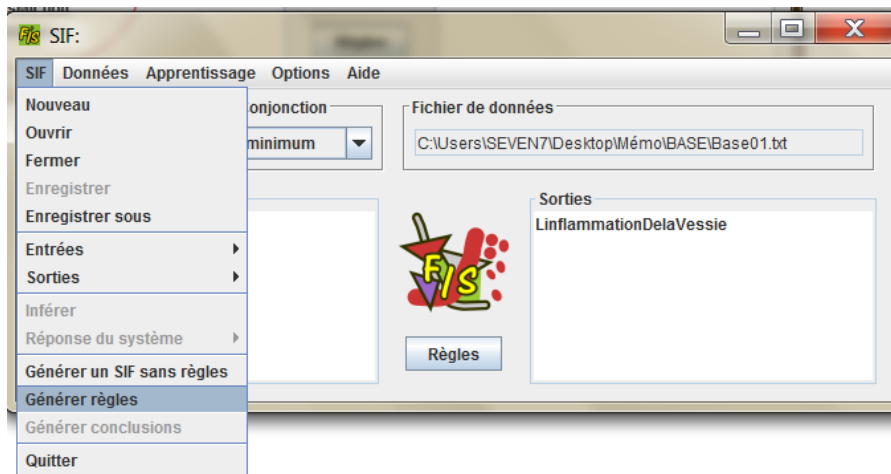 SIF:
SIF Données Apprentissage Options Aide
Nouveau
Ouvrir
Fermer
Enregistrer
Enregistrer sous
Entrées
Sorties
Inférer
Réponse du système
Générer un SIF sans règles
Générer règles
Générer conclusions
Quitter
onjonction
minimum
Fichier de données
C:\Users\SEVEN7\Desktop\Mémo\BASE\Base01.txt
Sorties
LinflammationDelaVessie
FIS
Règles